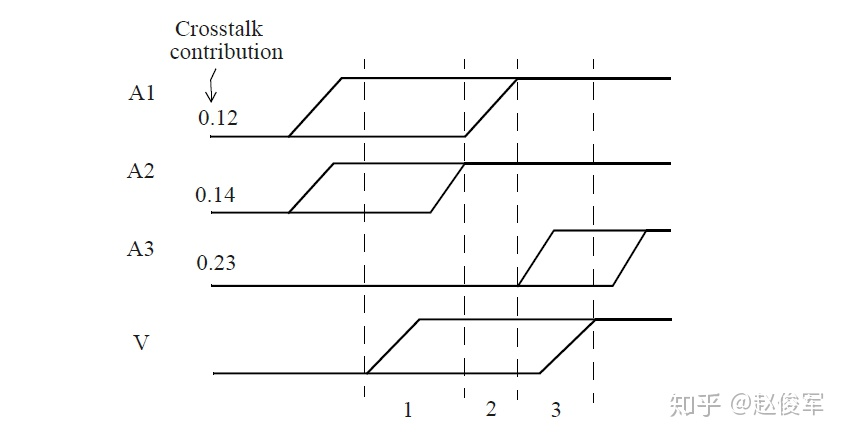 Crosstalk
contribution
A1
0.12
A2
0.14
A3
0.23
V
1 2 3
知乎 @赵俊军